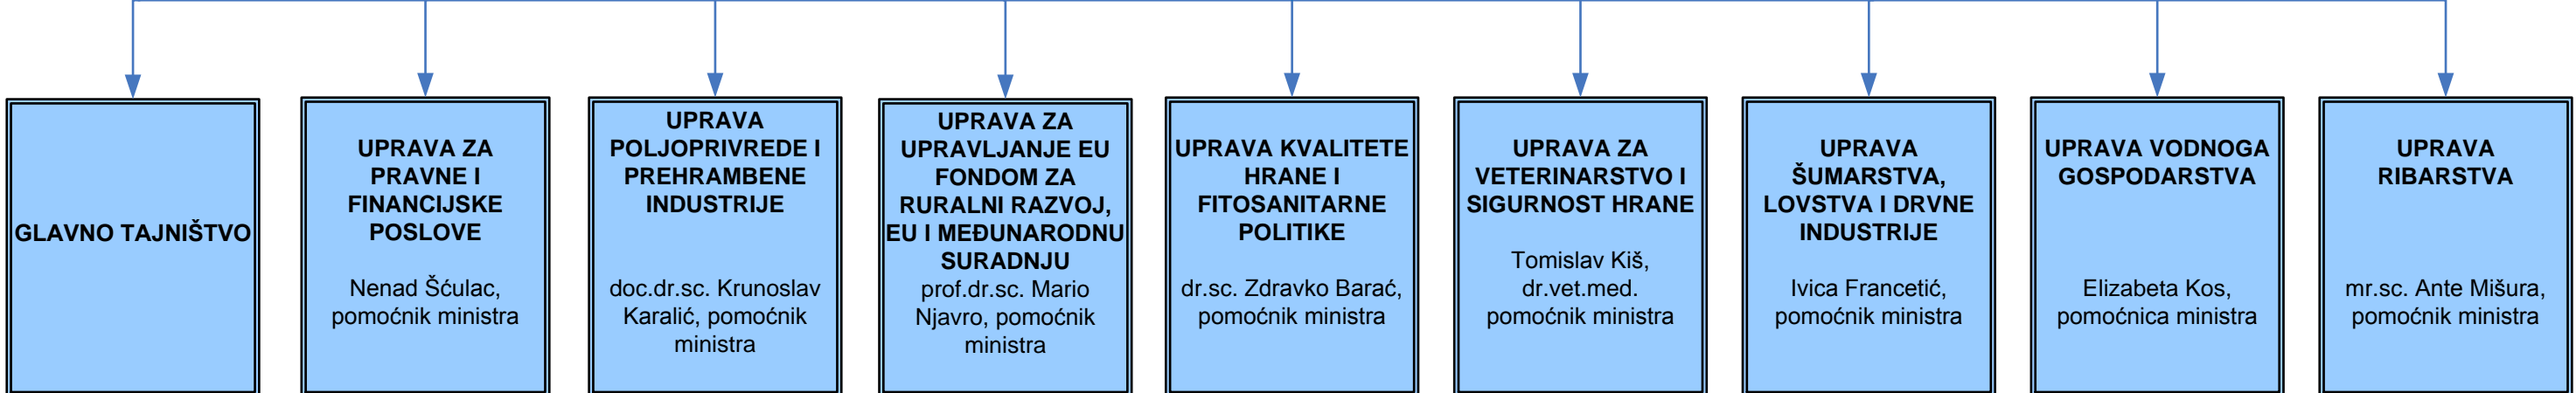 GLAVNO TAJNIŠTVO
UPRAVA ZA
PRAVNE I
FINANCIJSKE
POSLOVE
Nenad Šćulac,
pomoćnik ministra
UPRAVA
POLJOPRIVREDE I
PREHRAMBENE
INDUSTRIJE
doc.dr.sc. Krunoslav
Karalić, pomoćnik
ministra
UPRAVA ZA
UPRAVLJANJE EU
FONDOM ZA
RURALNI RAZVOJ,
EU I MEĐUNARODNU
SURADNJU
prof.dr.sc. Mario
Njavro, pomoćnik
ministra
UPRAVA KVALITETE
HRANE I
FITOSANITARNE
POLITIKE
dr.sc. Zdravko Barać,
pomoćnik ministra
UPRAVA ZA
VETERINARSTVO I
SIGURNOST HRANE
Tomislav Kiš,
dr.vet.med.
pomoćnik ministra
UPRAVA
ŠUMARSTVA,
LOVSTVA I DRVNE
INDUSTRIJE
Ivica Francetić,
pomoćnik ministra
UPRAVA VODNOGA
GOSPODARSTVA
Elizabeta Kos,
pomoćnica ministra
UPRAVA
RIBARSTVA
mr.sc. Ante Mišura,
pomoćnik ministra